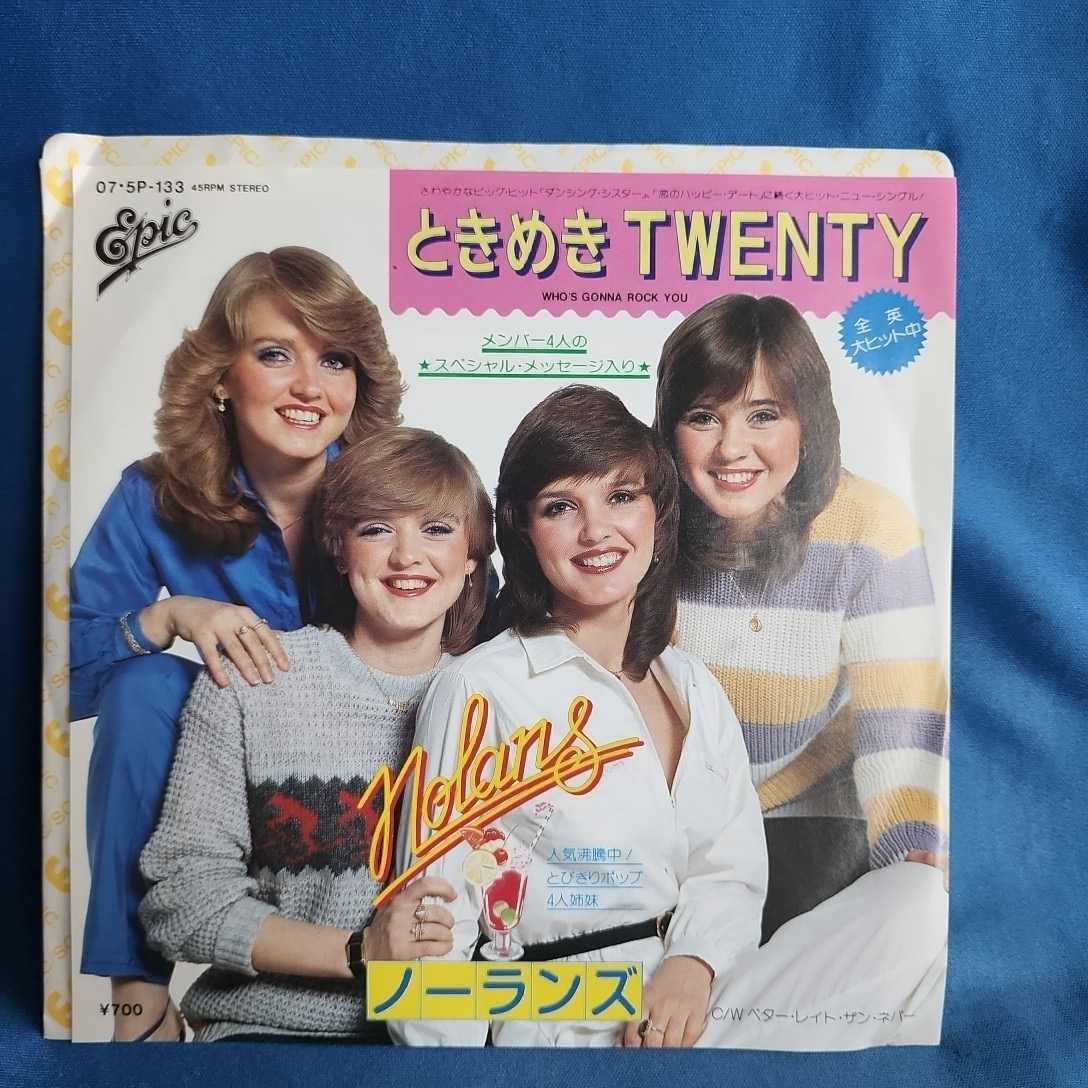 07・5P-133 45RPM STEREO
Epic
さわやかなビッグ・ヒット「ダンシング・シスター」、「恋のハッピー・デート」に続く大ヒット・ニュー・シングル!
ときめき TWENTY
WHO'S GONNA ROCK YOU
全英
大ヒット中
メンバー4人の
★スペシャル・メッセージ入り★
Nolans
人気沸騰中!
とびきりポップ
4人姉妹
ノーランズ
¥700
C/W ベター・レイト・ザン・ネバー